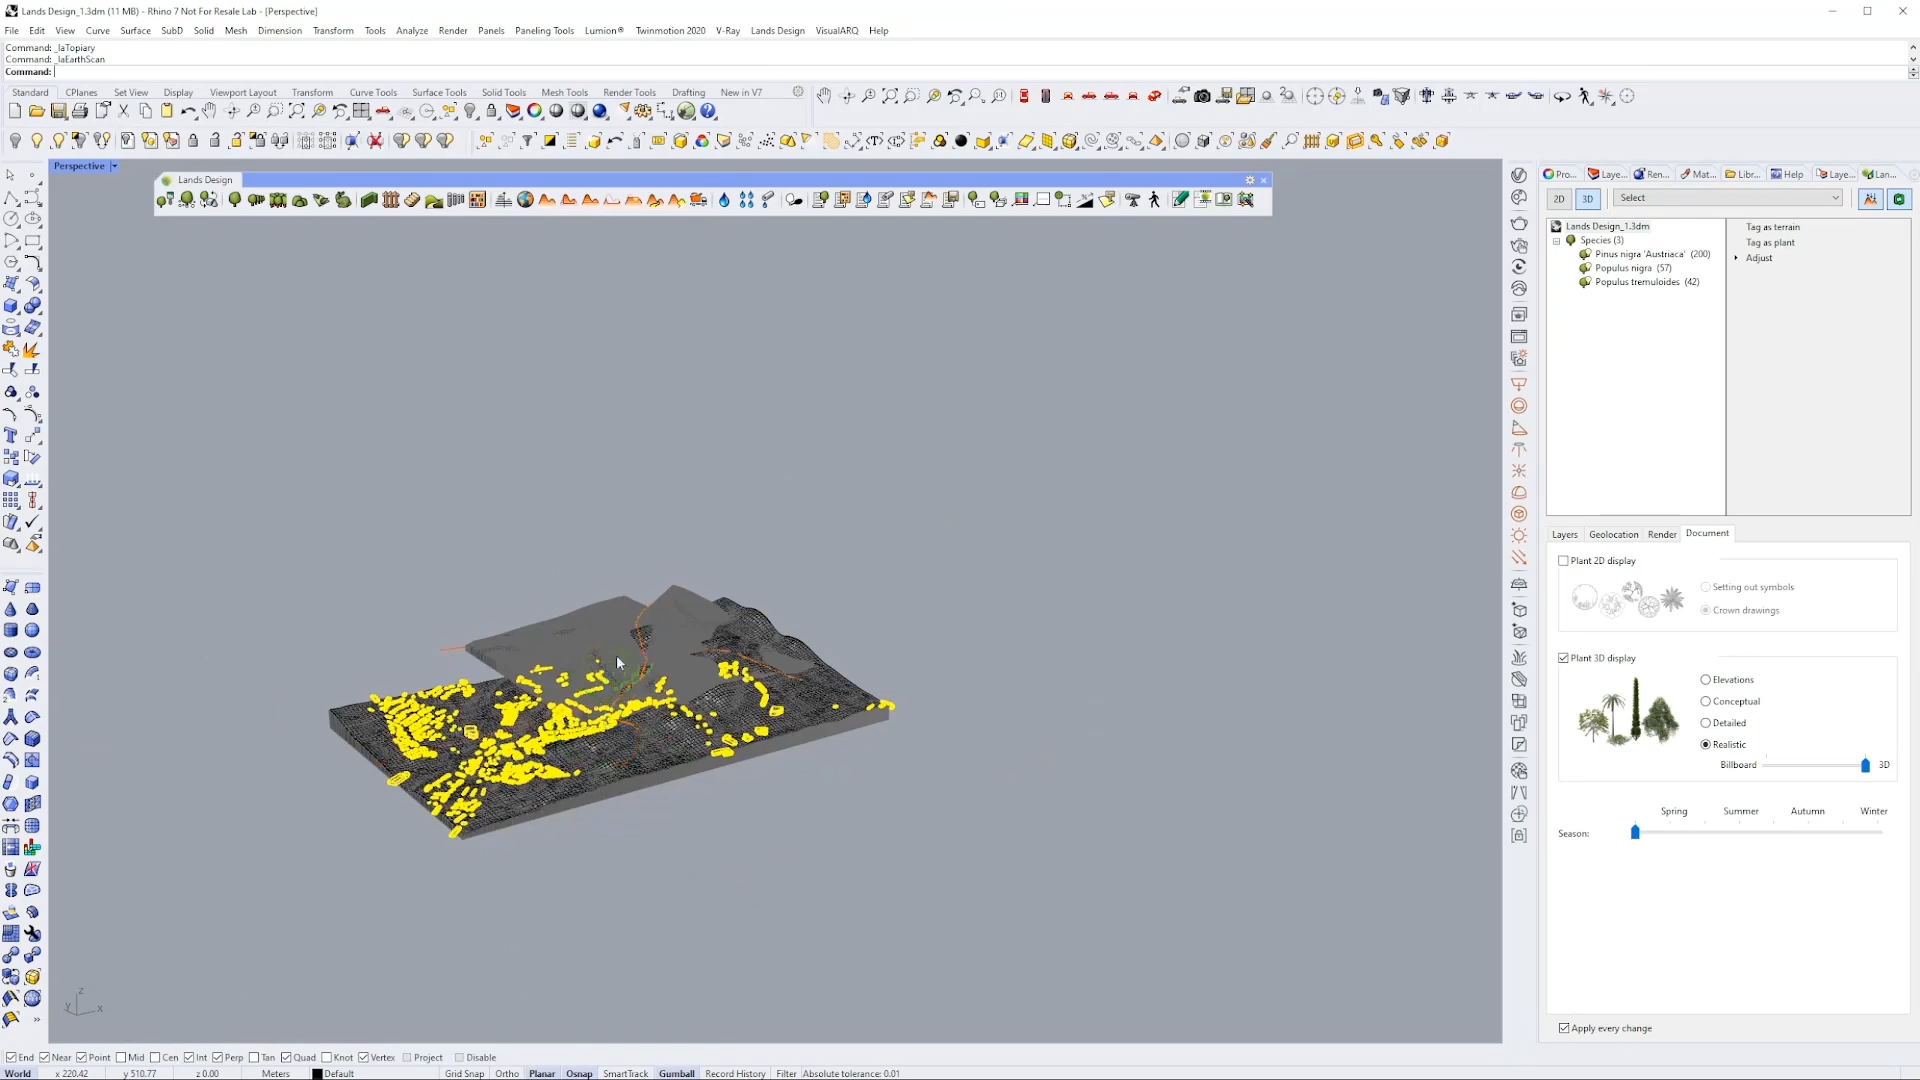 Lands Design_1.3dm (11 MB) - Rhino 7 Not For Resale Lab - [Perspective]
File Edit View Curve Surface SubD Solid Mesh Dimension Transform Tools Analyze Render Panels Paneling Tools Lumion® Twinmotion 2020 V-Ray Lands Design VisualARQ Help
Command: _laTopiary
Command: _laEarthScan
Command:
Standard CPlanes Set View Display Viewport Layout Transform Curve Tools Surface Tools Solid Tools Mesh Tools Render Tools Drafting New in V7
Perspective
Lands Design
Pro... Laye... Ren... Mat... Libr... Help Laye... Lan...
2D 3D Select
Lands Design_1.3dm
Species (3)
Pinus nigra 'Austriaca' (200)
Populus nigra (57)
Populus tremuloides (42)
Tag as terrain
Tag as plant
Adjust
Layers Geolocation Render Document
Plant 2D display
Setting out symbols
Crown drawings
Plant 3D display
Elevations
Conceptual
Detailed
Realistic
Billboard 3D
Spring Summer Autumn Winter
Season:
Apply every change
z
y x
End Near Point Mid Cen Int Perp Tan Quad Knot Vertex Project Disable
World x 220.42 y 510.77 z 0.00 Meters Default Grid Snap Ortho Planar Osnap SmartTrack Gumball Record History Filter Absolute tolerance: 0.01